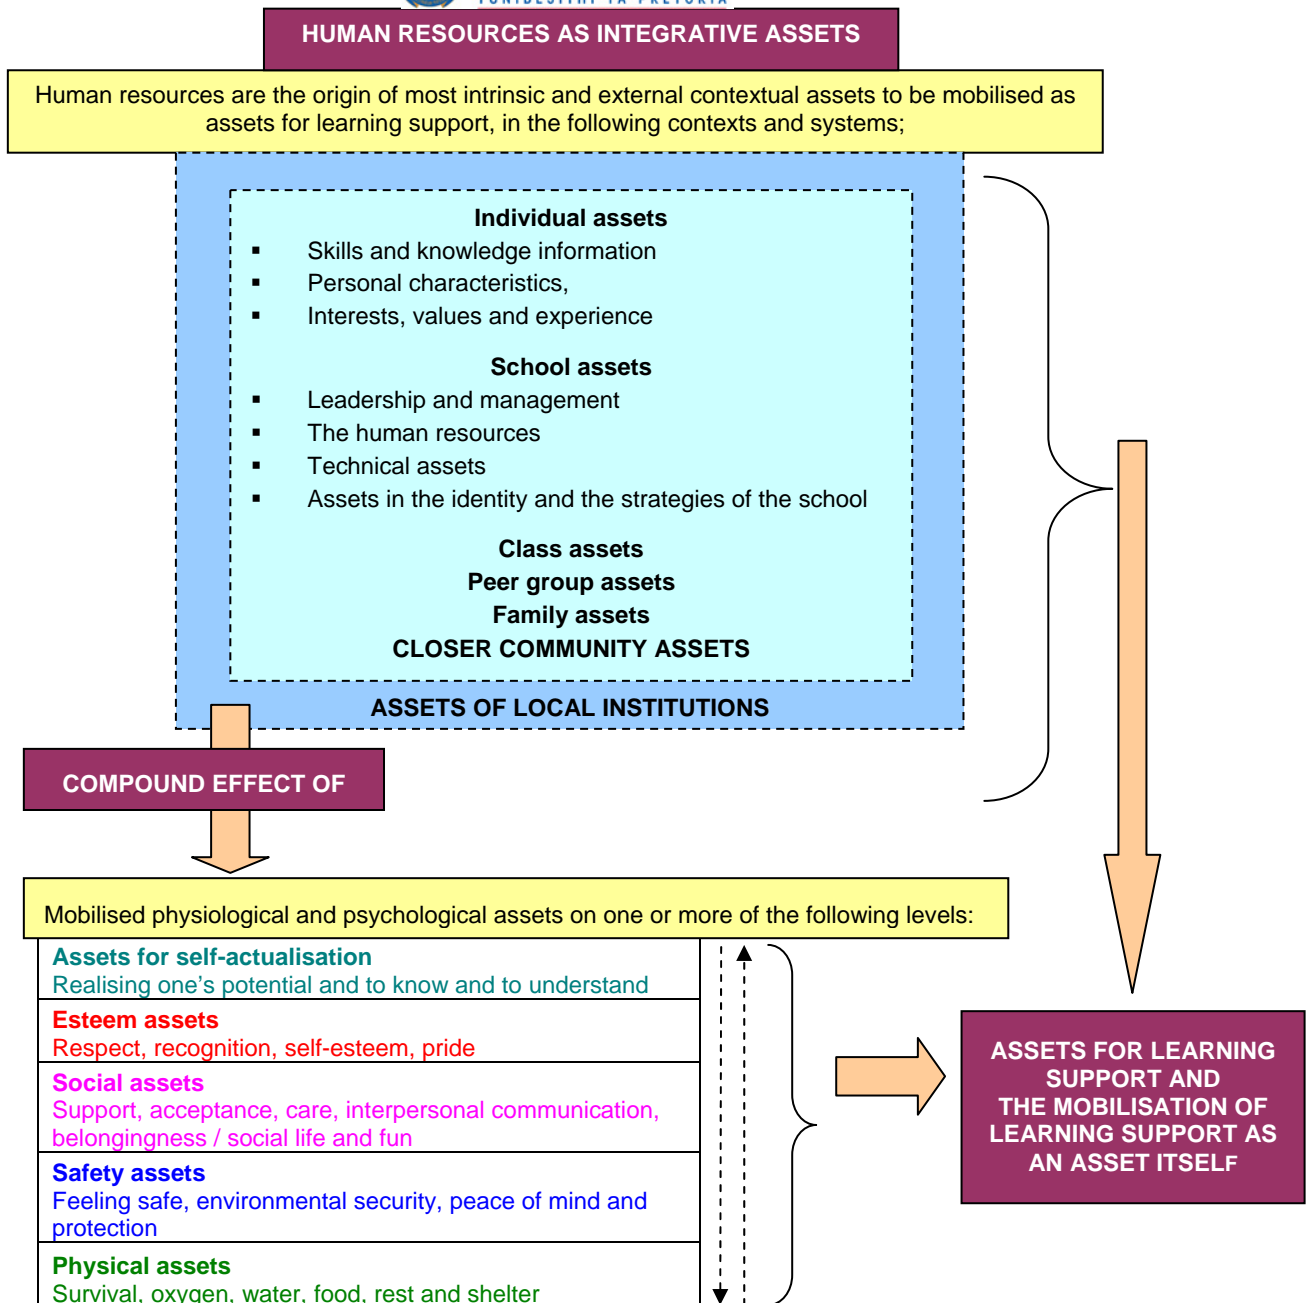 YUNIBESITHI YA PRETORIA
HUMAN RESOURCES AS INTEGRATIVE ASSETS
Human resources are the origin of most intrinsic and external contextual assets to be mobilised as
assets for learning support, in the following contexts and systems;
Individual assets
▪ Skills and knowledge information
▪ Personal characteristics,
▪ Interests, values and experience
School assets
▪ Leadership and management
▪ The human resources
▪ Technical assets
▪ Assets in the identity and the strategies of the school
Class assets
Peer group assets
Family assets
CLOSER COMMUNITY ASSETS
ASSETS OF LOCAL INSTITUTIONS
COMPOUND EFFECT OF
Mobilised physiological and psychological assets on one or more of the following levels:
Assets for self-actualisation
Realising one's potential and to know and to understand
Esteem assets
Respect, recognition, self-esteem, pride
Social assets
Support, acceptance, care, interpersonal communication,
belongingness / social life and fun
Safety assets
Feeling safe, environmental security, peace of mind and
protection
Physical assets
Survival, oxygen, water, food, rest and shelter
ASSETS FOR LEARNING
SUPPORT AND
THE MOBILISATION OF
LEARNING SUPPORT AS
AN ASSET ITSELF